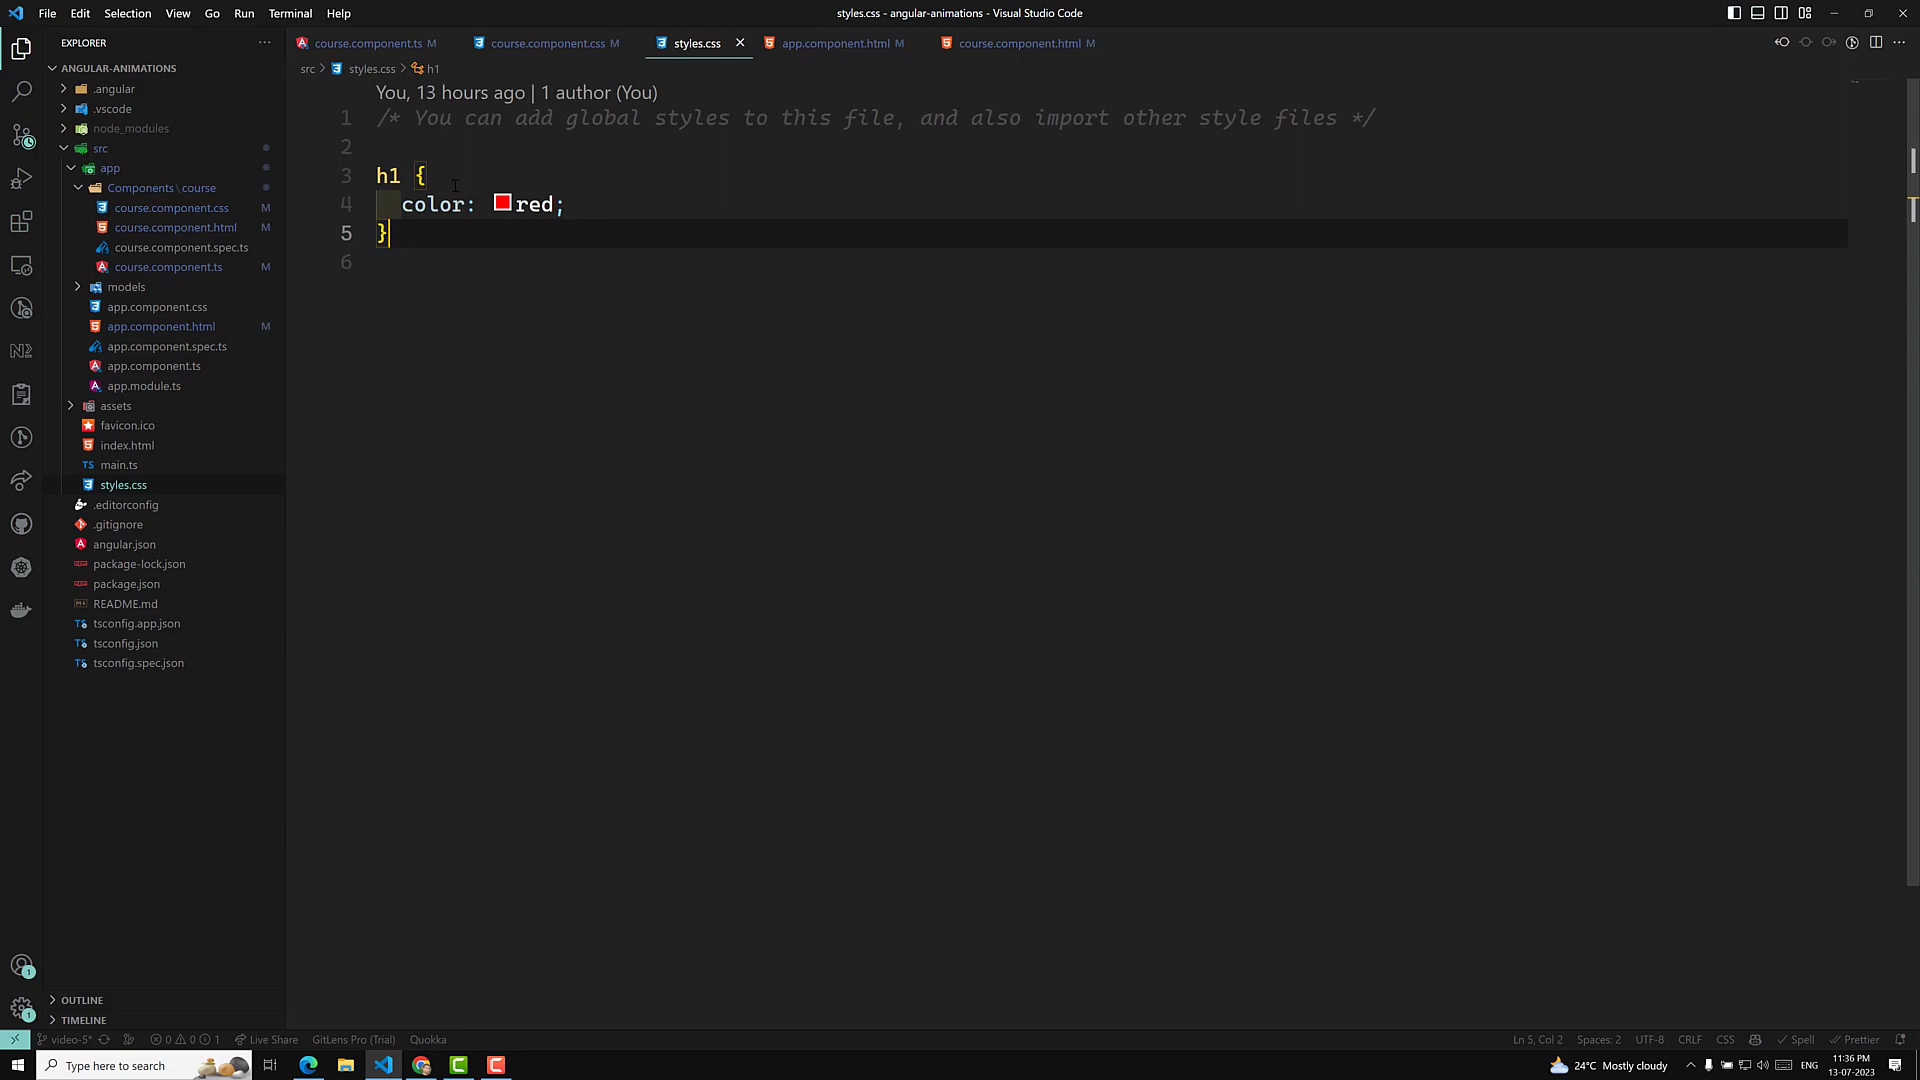 File Edit Selection View Go Run Terminal Help
styles.css - angular-animations - Visual Studio Code
EXPLORER
ANGULAR-ANIMATIONS
.angular
.vscode
node_modules
src
app
Components\course
course.component.css M
course.component.html M
course.component.spec.ts
course.component.ts M
models
app.component.css
app.component.html M
app.component.spec.ts
app.component.ts
app.module.ts
assets
favicon.ico
index.html
main.ts
styles.css
.editorconfig
.gitignore
angular.json
package-lock.json
package.json
README.md
tsconfig.app.json
tsconfig.json
tsconfig.spec.json
OUTLINE
TIMELINE
course.component.ts M course.component.css M styles.css app.component.html M course.component.html M
src > styles.css > h1
You, 13 hours ago | 1 author (You)
1 /* You can add global styles to this file, and also import other style files */
2
3 h1 {
4 color: red;
5 }
6
video-5* 0 0 1 Live Share GitLens Pro (Trial) Quokka
Ln 5, Col 2 Spaces: 2 UTF-8 CRLF CSS Spell Prettier
Type here to search
24°C Mostly cloudy ENG
11:36 PM
13-07-2023